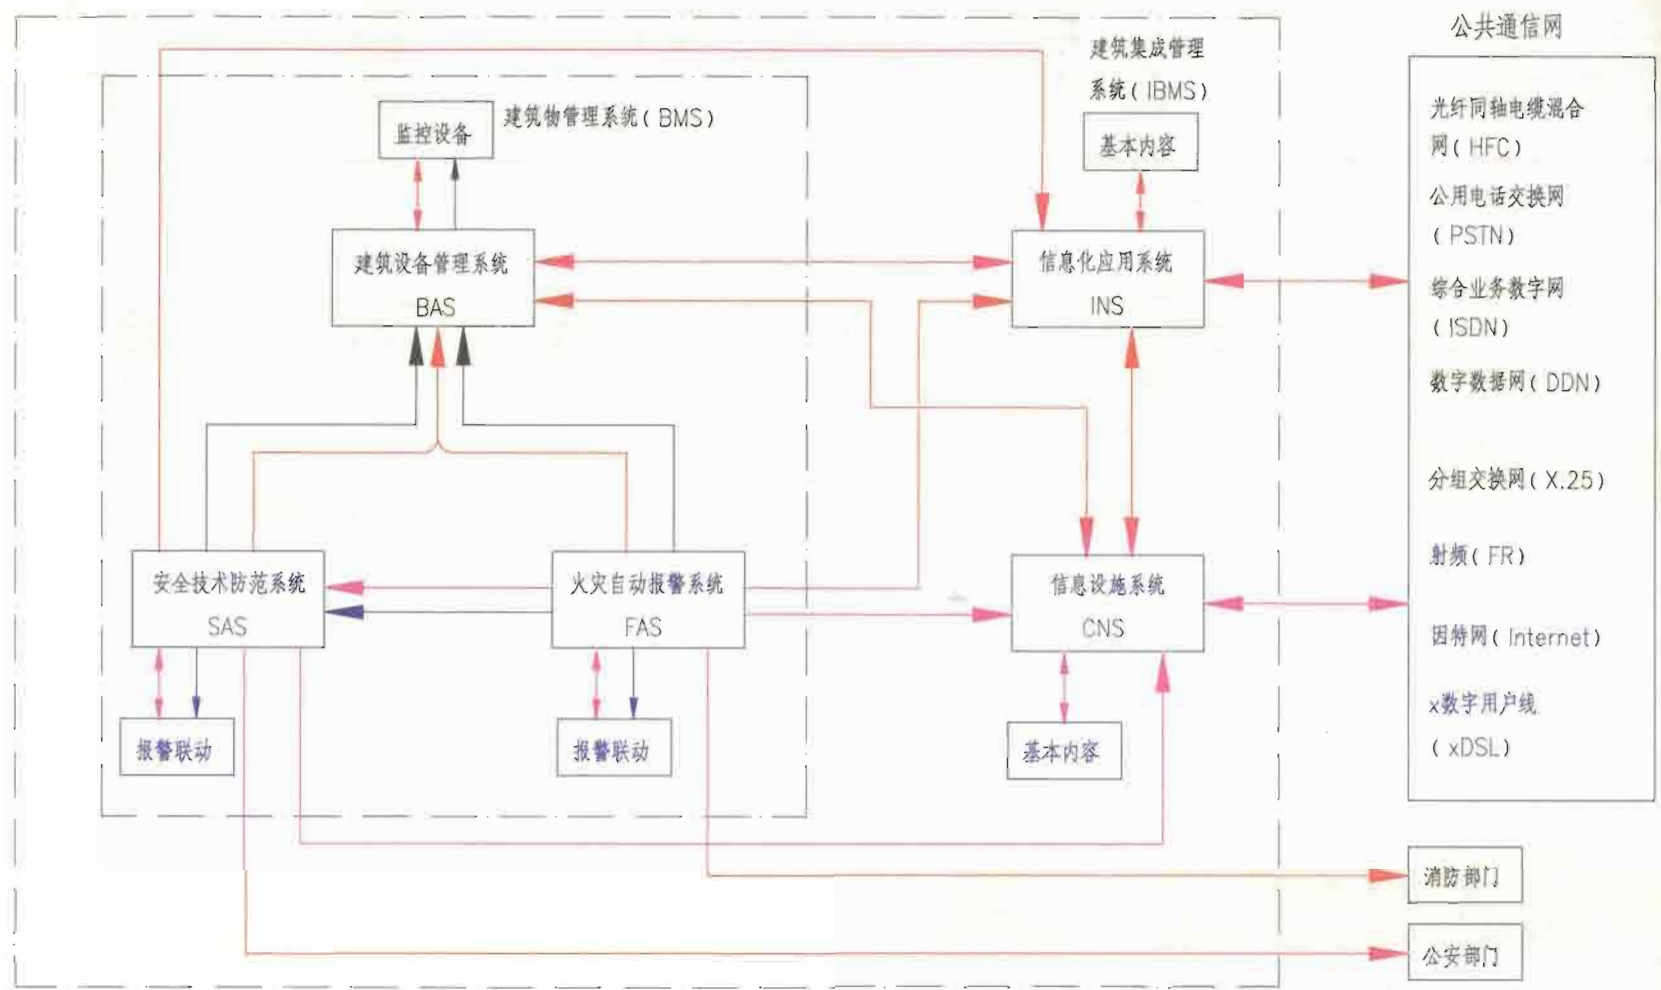 公共通信网
建筑集成管理
系统(IBMS)
建筑物管理系统(BMS)
监控设备
基本内容
光纤同轴电缆混合
网(HFC)
公用电话交换网
(PSTN)
建筑设备管理系统
BAS
信息化应用系统
INS
综合业务数字网
(ISDN)
数字数据网(DDN)
分组交换网(X.25)
射频(FR)
安全技术防范系统
SAS
火灾自动报警系统
FAS
信息设施系统
CNS
因特网(Internet)
x数字用户线
(xDSL)
报警联动
报警联动
基本内容
消防部门
公安部门